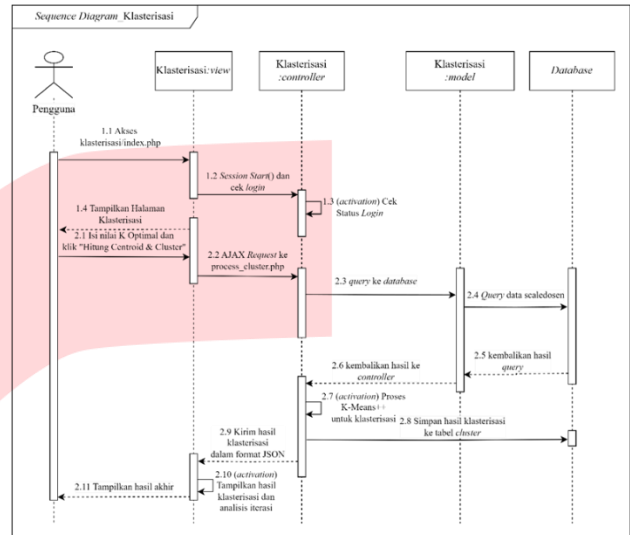 Sequence Diagram_Klasterisasi
Pengguna
Klasterisasi:view
Klasterisasi
:controller
Klasterisasi
:model
Database
1.1 Akses
klasterisasi/index.php
1.2 Session Start() dan
cek login
1.3 (activation) Cek
Status Login
1.4 Tampilkan Halaman
Klasterisasi
2.1 Isi nilai K Optimal dan
klik "Hitung Centroid & Cluster"
2.2 AJAX Request ke
process_cluster.php
2.3 query ke database
2.4 Query data scaledosen
2.5 kembalikan hasil
query
2.6 kembalikan hasil ke
controller
2.7 (activation) Proses
K-Means++
untuk klasterisasi
2.8 Simpan hasil klasterisasi
ke tabel cluster
2.9 Kirim hasil
klasterisasi
dalam format JSON
2.10 (activation)
Tampilkan hasil
klasterisasi dan
analisis iterasi
2.11 Tampilkan hasil akhir